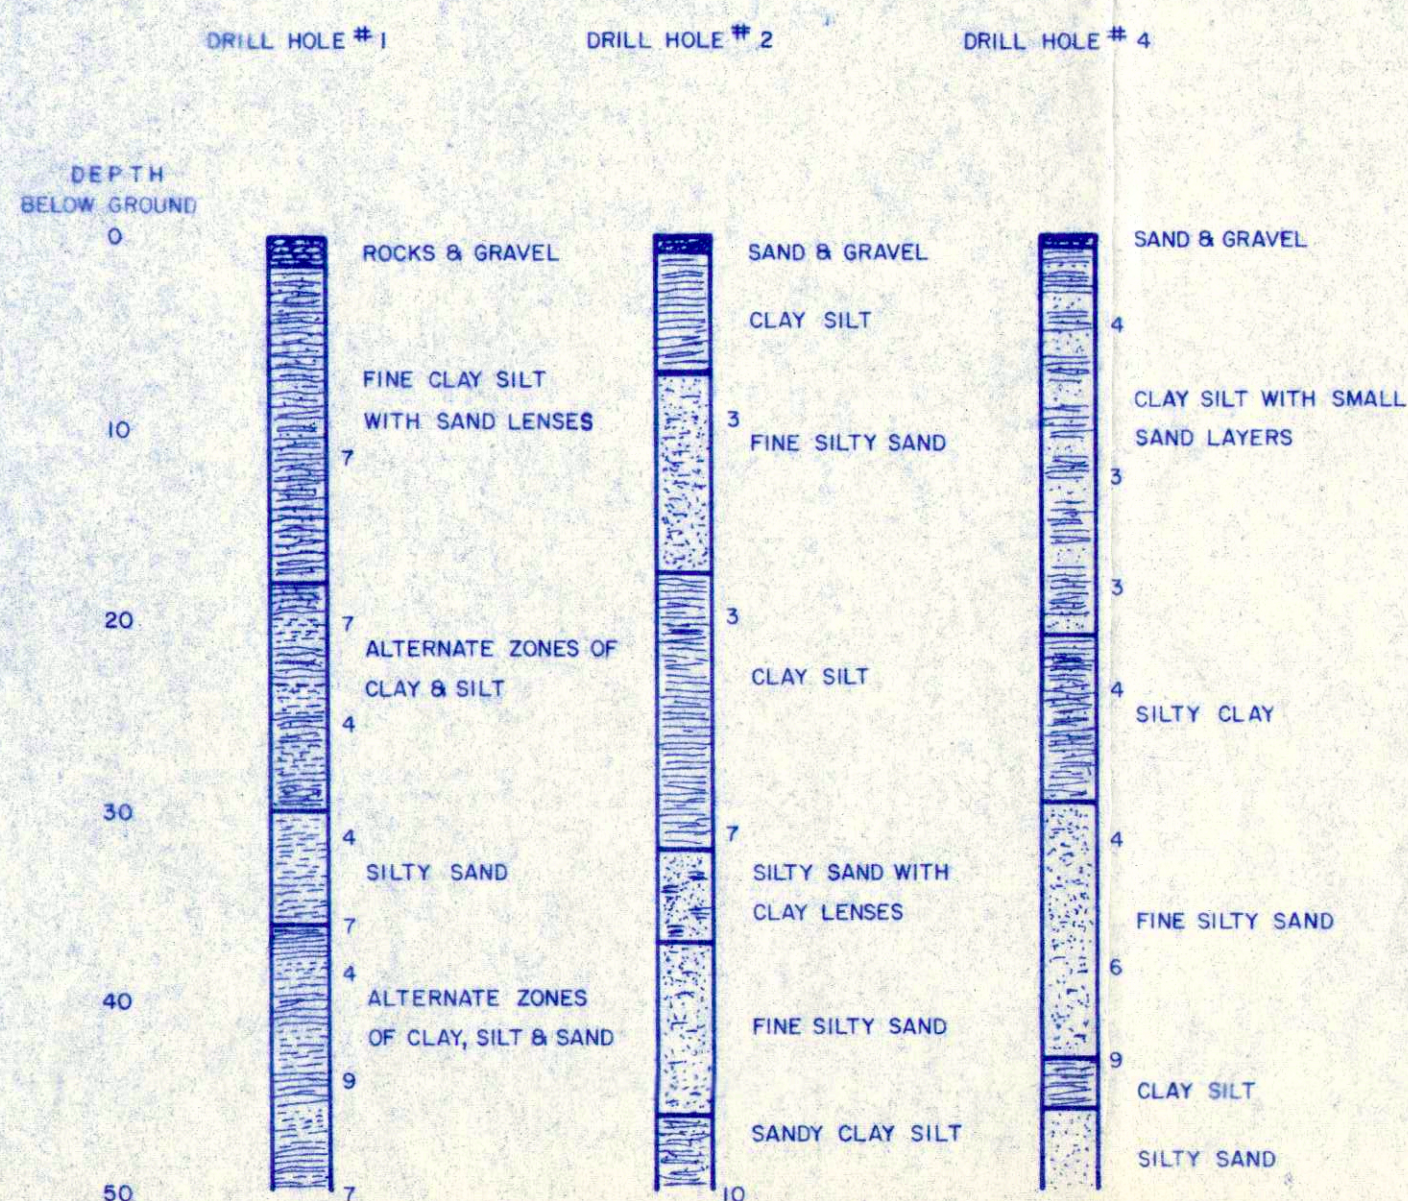 DRILL HOLE # 1
DRILL HOLE # 2
DRILL HOLE # 4
DEPTH
BELOW GROUND
0
10
20
30
40
50
ROCKS & GRAVEL
FINE CLAY SILT
WITH SAND LENSES
7
7
ALTERNATE ZONES OF
CLAY & SILT
4
4
SILTY SAND
7
4
ALTERNATE ZONES
OF CLAY, SILT & SAND
9
7
SAND & GRAVEL
CLAY SILT
3
FINE SILTY SAND
3
CLAY SILT
7
SILTY SAND WITH
CLAY LENSES
FINE SILTY SAND
SANDY CLAY SILT
10
SAND & GRAVEL
4
CLAY SILT WITH SMALL
SAND LAYERS
3
3
4
SILTY CLAY
4
FINE SILTY SAND
6
9
CLAY SILT
SILTY SAND